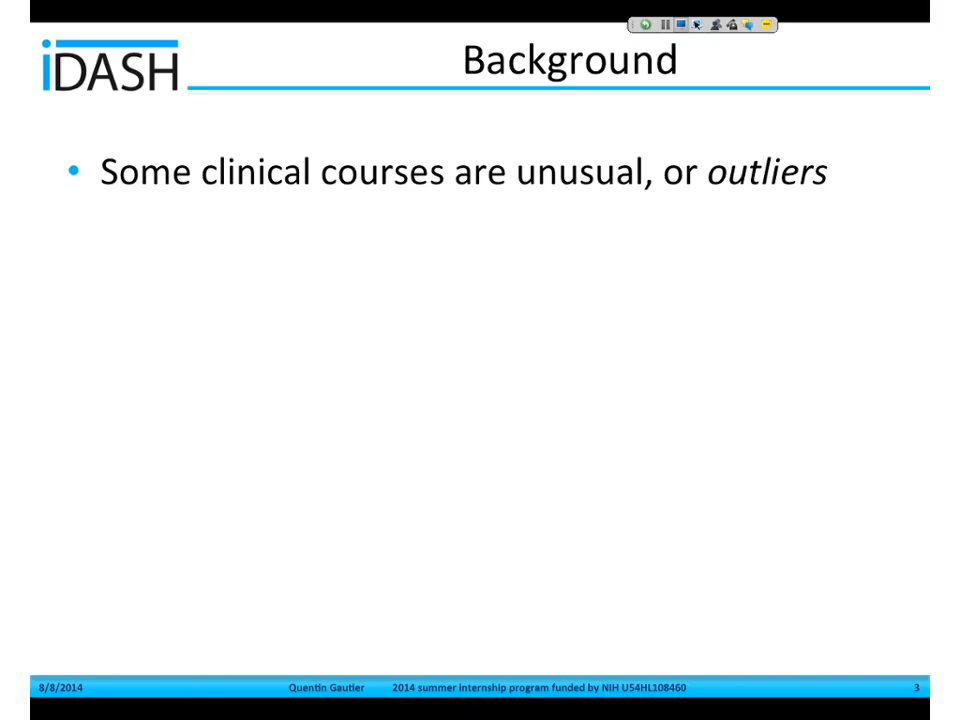 iDASH
Background
• Some clinical courses are unusual, or outliers
8/8/2014 Quentin Gautier 2014 summer internship program funded by NIH U54HL108460 3